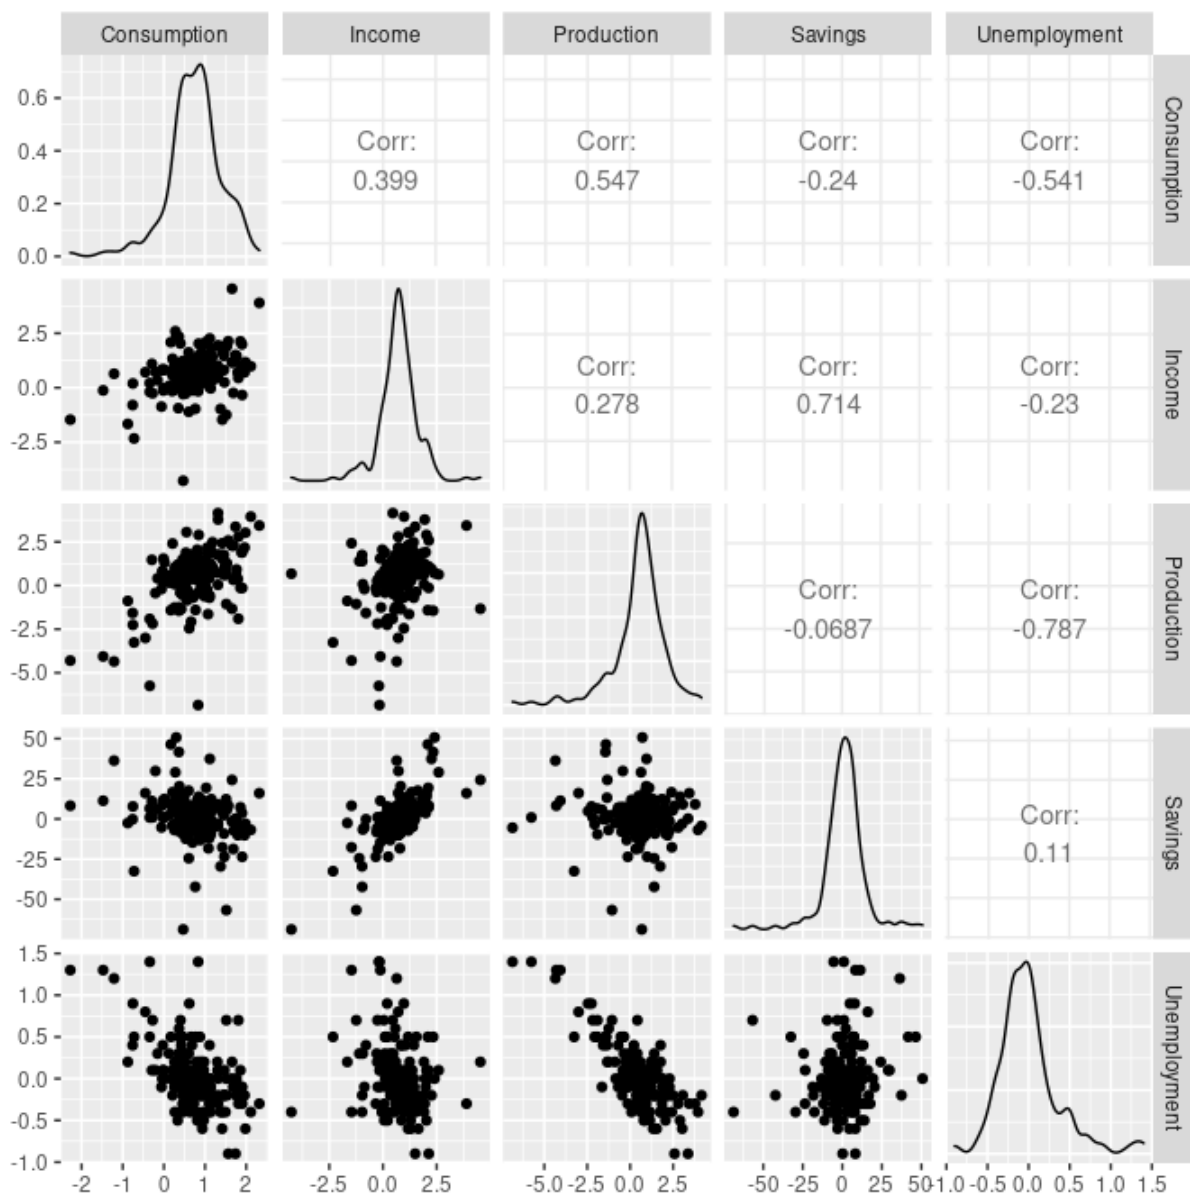 Consumption Income Production Savings Unemployment
0.6
0.4
0.2
0.0
Corr:
0.399
Corr:
0.547
Corr:
-0.24
Corr:
-0.541
Consumption
2.5
0.0
-2.5
Corr:
0.278
Corr:
0.714
Corr:
-0.23
Income
2.5
0.0
-2.5
-5.0
Corr:
-0.0687
Corr:
-0.787
Production
50
25
0
-25
-50
Corr:
0.11
Savings
1.5
1.0
0.5
0.0
-0.5
-1.0
Unemployment
-2 -1 0 1 2
-2.5 0.0 2.5
-5.0 -2.5 0.0 2.5
-50 -25 0 25 50
-1.0 -0.5 0.0 0.5 1.0 1.5